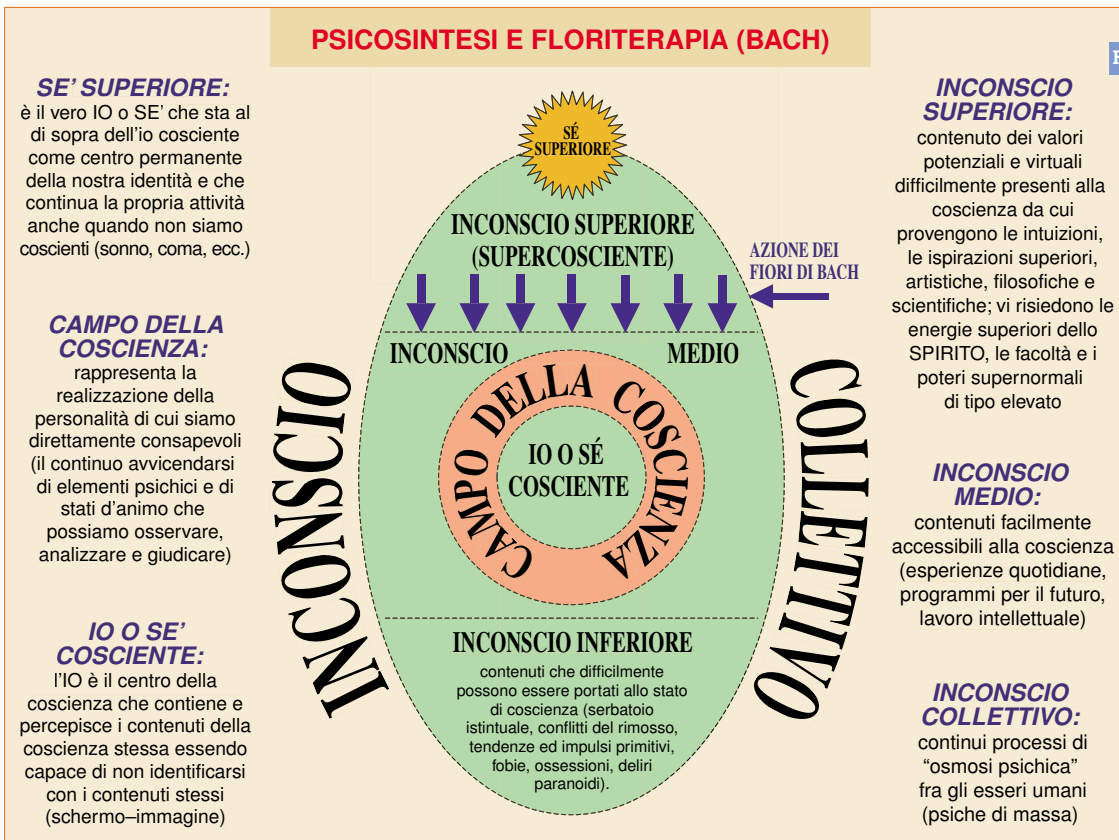 PSICOSINTESI E FLORITERAPIA (BACH)
SE’ SUPERIORE:
è il vero IO o SE’ che sta al
di sopra dell’io cosciente
come centro permanente
della nostra identità e che
continua la propria attività
anche quando non siamo
coscienti (sonno, coma, ecc.)
CAMPO DELLA
COSCIENZA:
rappresenta la
realizzazione della
personalità di cui siamo
direttamente consapevoli
(il continuo avvicendarsi
di elementi psichici e di
stati d’animo che
possiamo osservare,
analizzare e giudicare)
IO O SE’
COSCIENTE:
l’IO è il centro della
coscienza che contiene e
percepisce i contenuti della
coscienza stessa essendo
capace di non identificarsi
con i contenuti stessi
(schermo–immagine)
SÉ
SUPERIORE
INCONSCIO SUPERIORE
(SUPERCOSCIENTE)
AZIONE DEI
FIORI DI BACH
INCONSCIO MEDIO
INCONSCIO COLLETTIVO
CAMPO DELLA COSCIENZA
IO O SÉ
COSCIENTE
INCONSCIO INFERIORE
contenuti che difficilmente
possono essere portati allo stato
di coscienza (serbatoio
istintuale, conflitti del rimosso,
tendenze ed impulsi primitivi,
fobie, ossessioni, deliri
paranoidi).
INCONSCIO
SUPERIORE:
contenuto dei valori
potenziali e virtuali
difficilmente presenti alla
coscienza da cui
provengono le intuizioni,
le ispirazioni superiori,
artistiche, filosofiche e
scientifiche; vi risiedono le
energie superiori dello
SPIRITO, le facoltà e i
poteri supernormali
di tipo elevato
INCONSCIO
MEDIO:
contenuti facilmente
accessibili alla coscienza
(esperienze quotidiane,
programmi per il futuro,
lavoro intellettuale)
INCONSCIO
COLLETTIVO:
continui processi di
“osmosi psichica”
fra gli esseri umani
(psiche di massa)